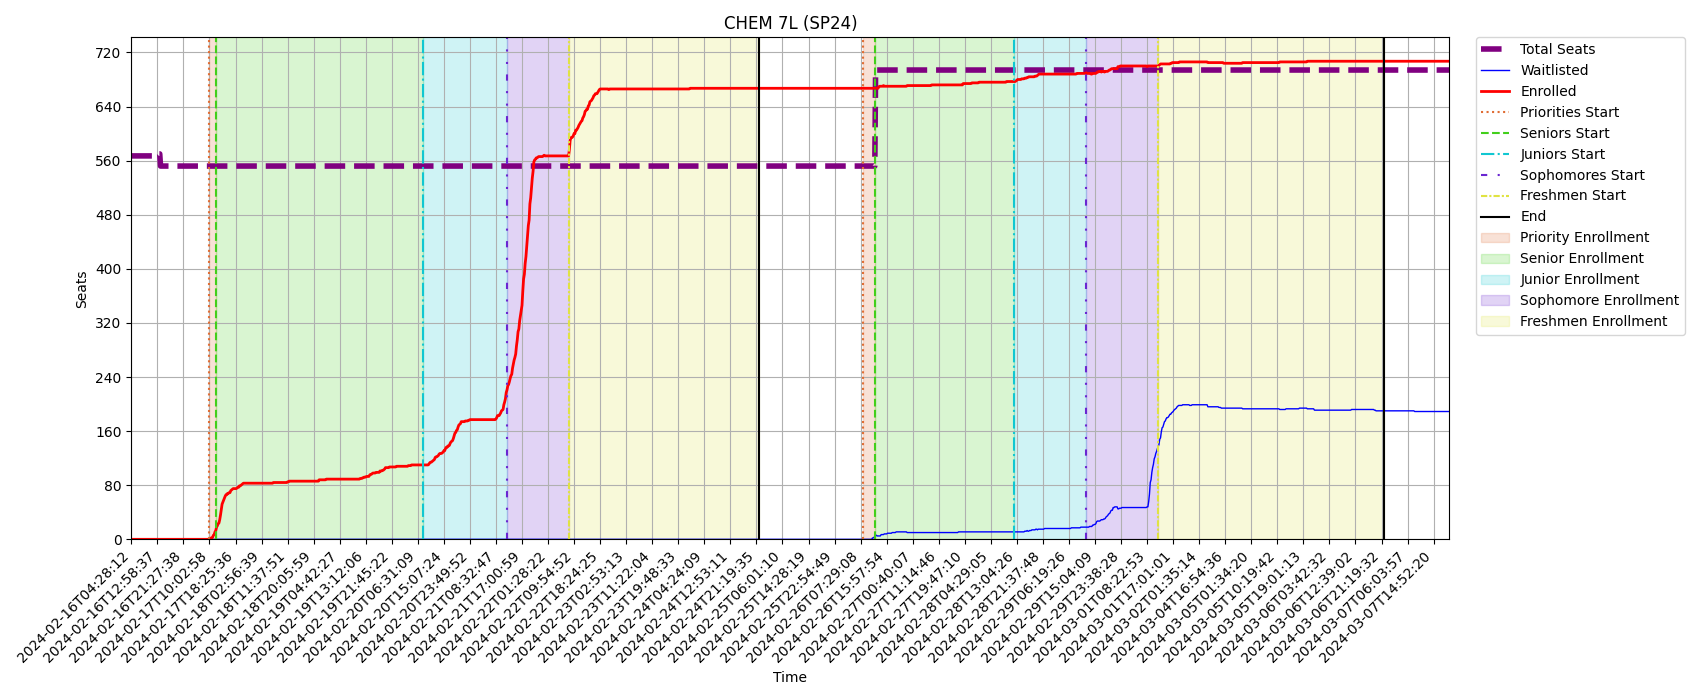 CHEM 7L (SP24)
Seats
720
640
560
480
400
320
240
160
80
0
2024-02-16T04:28:12
2024-02-16T12:58:37
2024-02-16T21:27:38
2024-02-17T10:02:58
2024-02-17T18:25:36
2024-02-18T02:56:39
2024-02-18T11:37:51
2024-02-18T20:05:59
2024-02-19T04:42:27
2024-02-19T13:12:06
2024-02-19T21:45:22
2024-02-20T06:31:09
2024-02-20T15:07:24
2024-02-20T23:49:52
2024-02-21T08:32:47
2024-02-21T17:00:59
2024-02-22T01:28:22
2024-02-22T09:54:52
2024-02-22T18:24:25
2024-02-23T02:53:13
2024-02-23T11:22:04
2024-02-23T19:48:33
2024-02-24T04:24:09
2024-02-24T12:53:11
2024-02-24T21:19:35
2024-02-25T06:01:10
2024-02-25T14:28:19
2024-02-25T22:54:49
2024-02-26T07:29:08
2024-02-26T15:57:54
2024-02-27T00:40:07
2024-02-27T11:14:46
2024-02-27T19:47:10
2024-02-28T04:29:05
2024-02-28T13:04:26
2024-02-28T21:37:48
2024-02-29T06:19:26
2024-02-29T15:04:09
2024-02-29T23:38:28
2024-03-01T08:22:53
2024-03-01T17:01:01
2024-03-02T01:35:14
2024-03-04T16:54:36
2024-03-05T01:34:20
2024-03-05T10:19:42
2024-03-05T19:01:13
2024-03-06T03:42:32
2024-03-06T12:39:02
2024-03-06T21:19:32
2024-03-07T06:03:57
2024-03-07T14:52:20
Time
Total Seats
Waitlisted
Enrolled
Priorities Start
Seniors Start
Juniors Start
Sophomores Start
Freshmen Start
End
Priority Enrollment
Senior Enrollment
Junior Enrollment
Sophomore Enrollment
Freshmen Enrollment